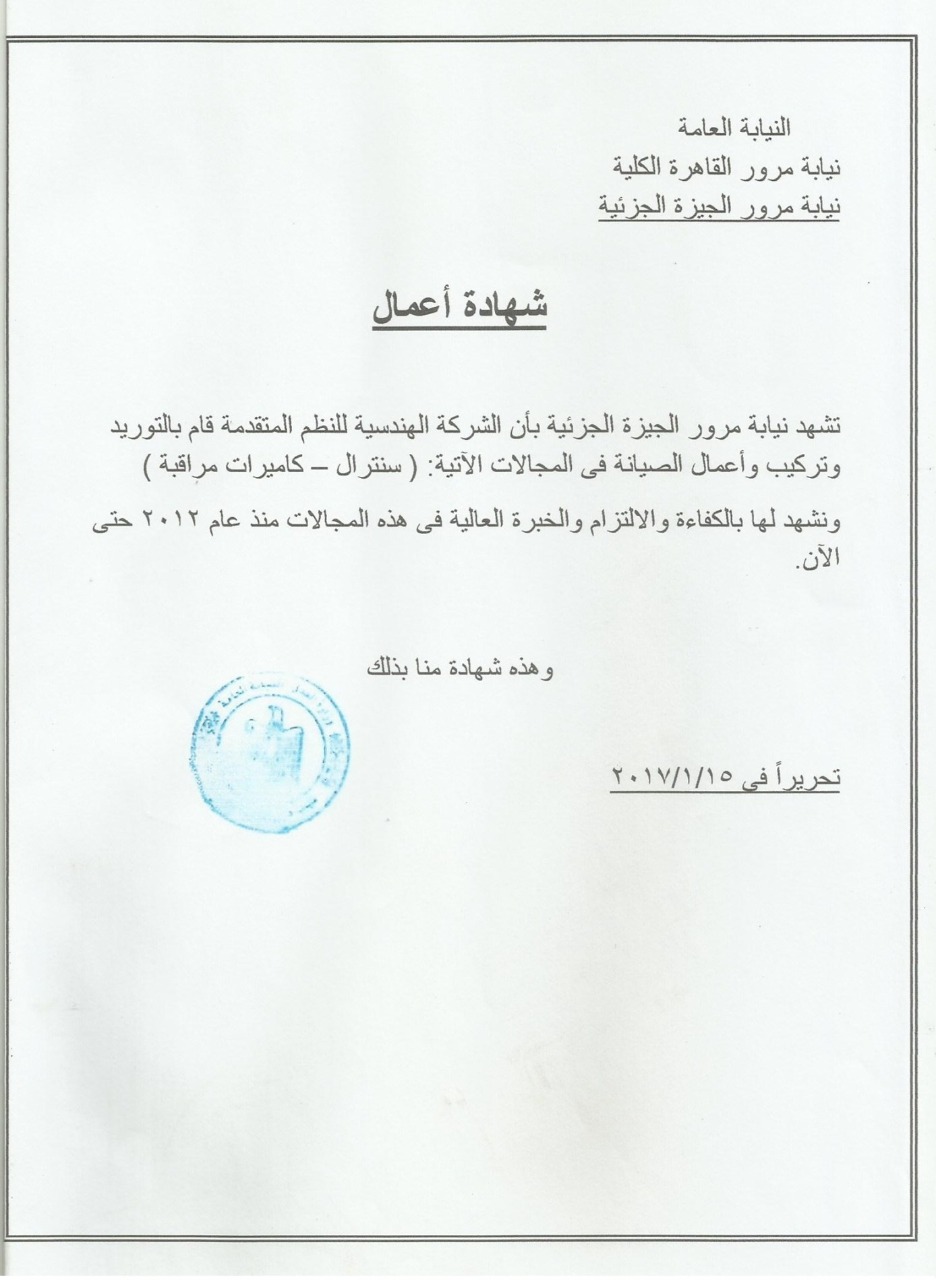 النيابة العامة
نيابة مرور القاهرة الكلية
نيابة مرور الجيزة الجزئية
شهادة أعمال
تشهد نيابة مرور الجيزة الجزئية بأن الشركة الهندسية للنظم المتقدمة قام بالتوريد
وتركيب وأعمال الصيانة فى المجالات الآتية: ( سنترال – كاميرات مراقبة )
ونشهد لها بالكفاءة والالتزام والخبرة العالية فى هذه المجالات منذ عام ٢٠١٢ حتى
الآن.
وهذه شهادة منا بذلك
تحريراً فى ٢٠١٧/١/١٥